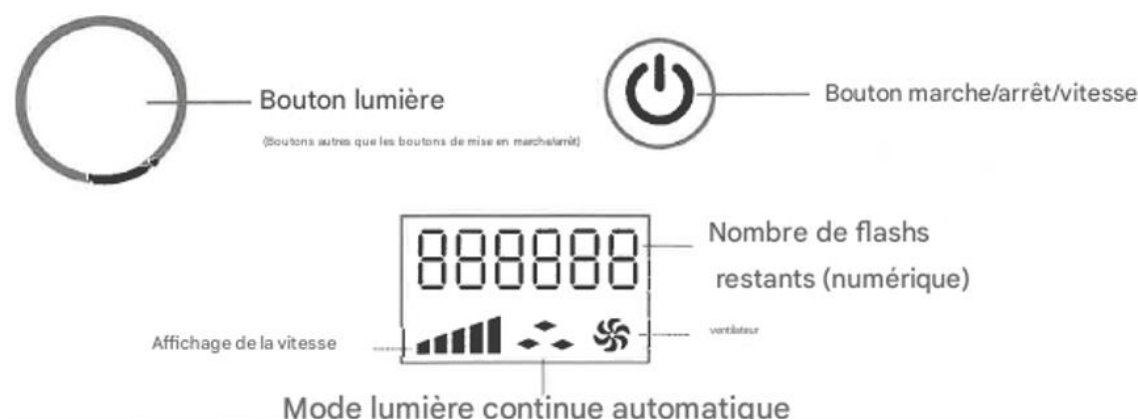 Bouton lumière
(Boutons autres que les boutons de mise en marche/arrêt)
Bouton marche/arrêt/vitesse
888888
Nombre de flashs
restants (numérique)
Affichage de la vitesse
ventilateur
Mode lumière continue automatique